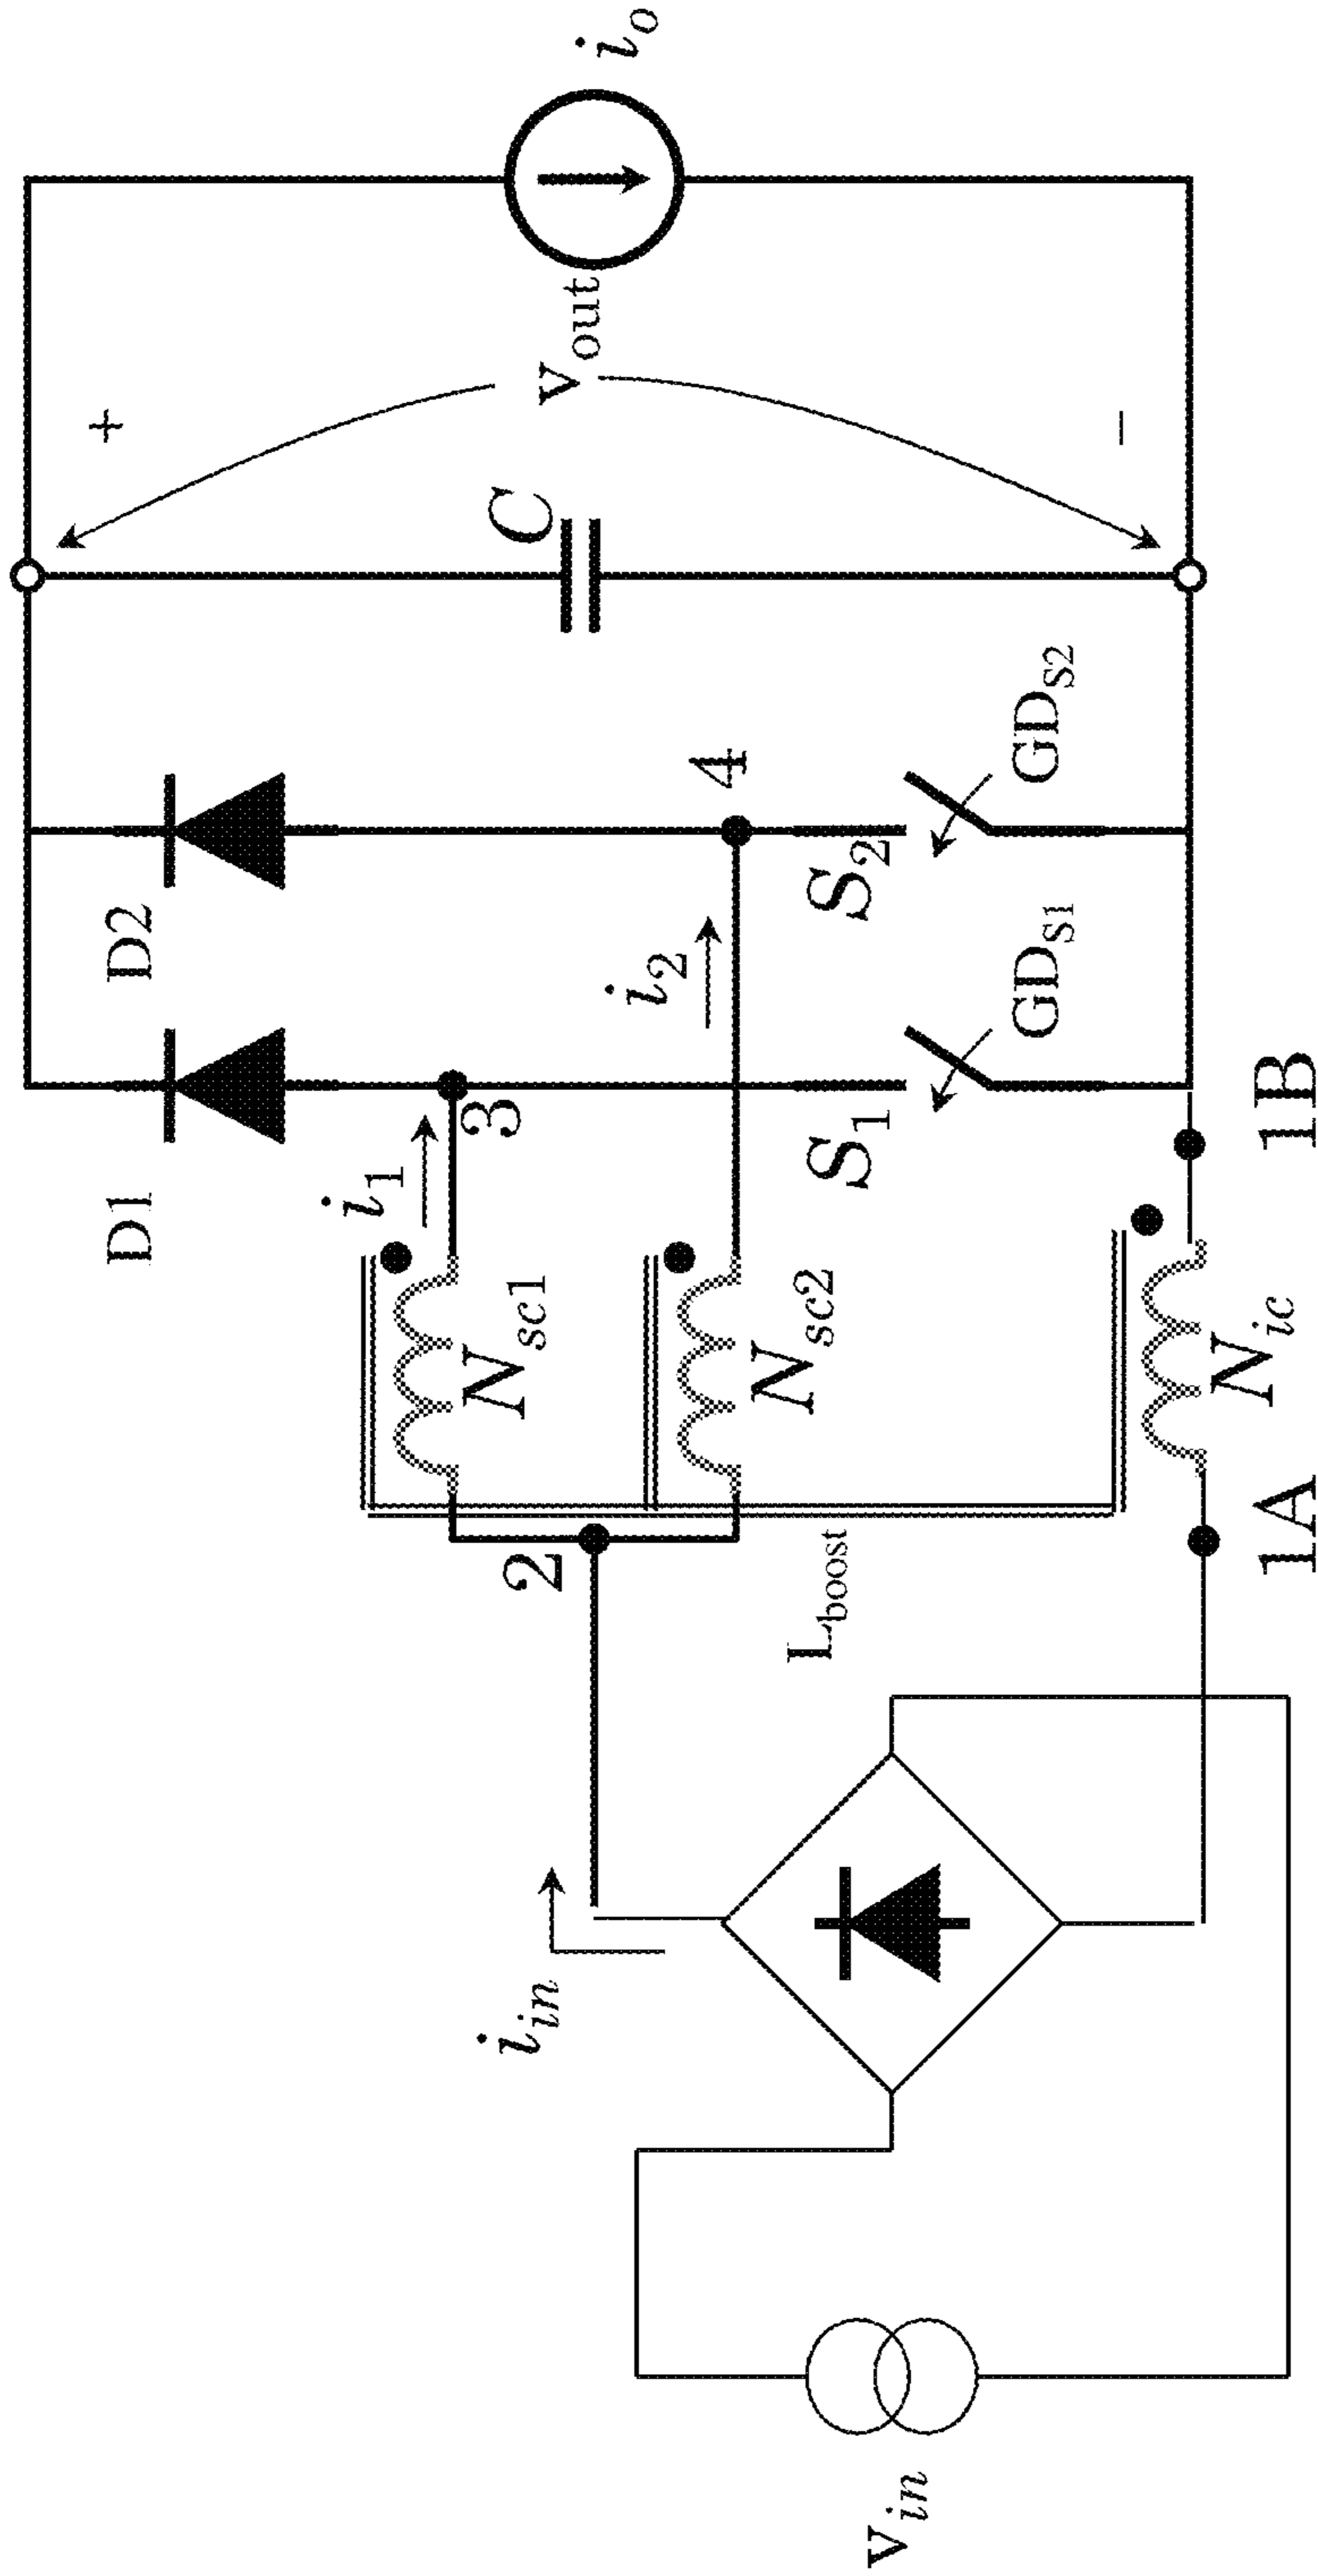 v_in
i_in
L_boost
2
N_sc1
N_sc2
N_ic
1A
1B
i_1
3
i_2
4
D1
D2
S_1
S_2
GD_S1
GD_S2
C
+
v_out
−
i_o